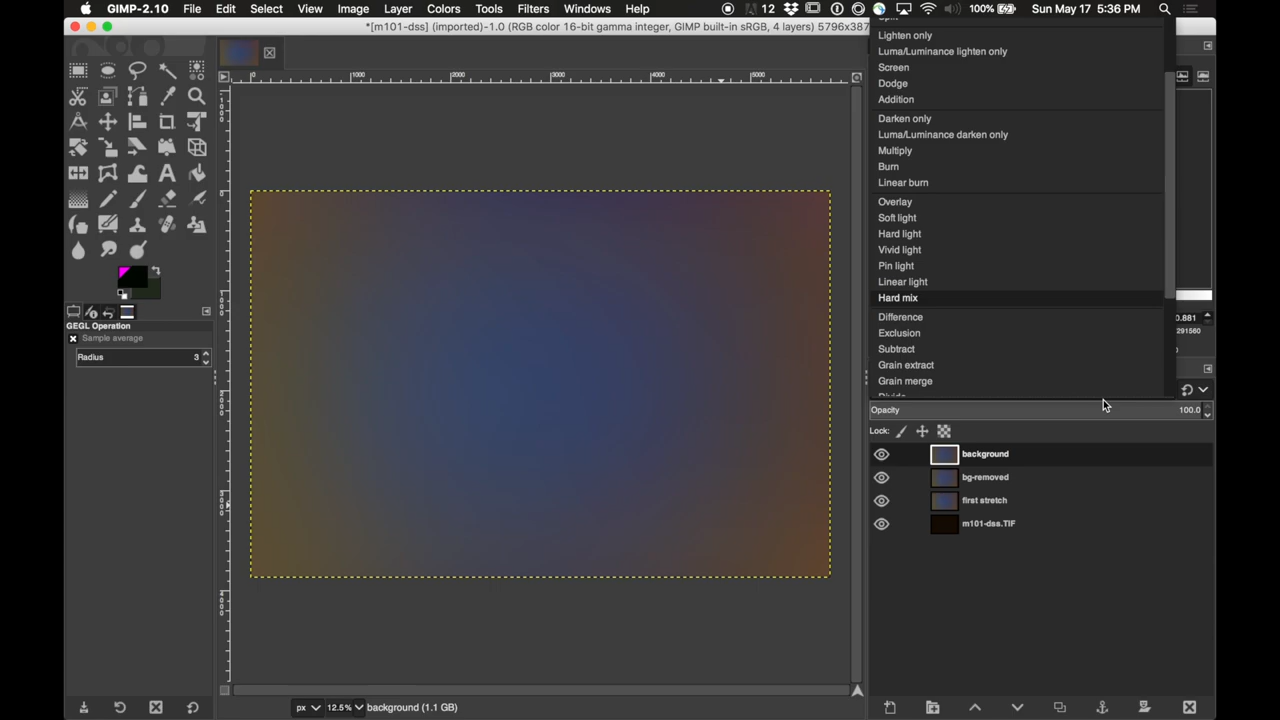 GIMP-2.10 File Edit Select View Image Layer Colors Tools Filters Windows Help 12 100% Sun May 17 5:36 PM
*[m101-dss] (imported)-1.0 (RGB color 16-bit gamma integer, GIMP built-in sRGB, 4 layers) 5796x387
0 1000 2000 3000 4000 5000
Lighten only
Luma/Luminance lighten only
Screen
Dodge
Addition
Darken only
Luma/Luminance darken only
Multiply
Burn
Linear burn
Overlay
Soft light
Hard light
Vivid light
Pin light
Linear light
Hard mix
Difference
Exclusion
Subtract
Grain extract
Grain merge
Divide
0.881
291560
GEGL Operation
Sample average
Radius 3
Opacity 100.0
Lock:
background
bg-removed
first stretch
m101-dss.TIF
px 12.5% background (1.1 GB)